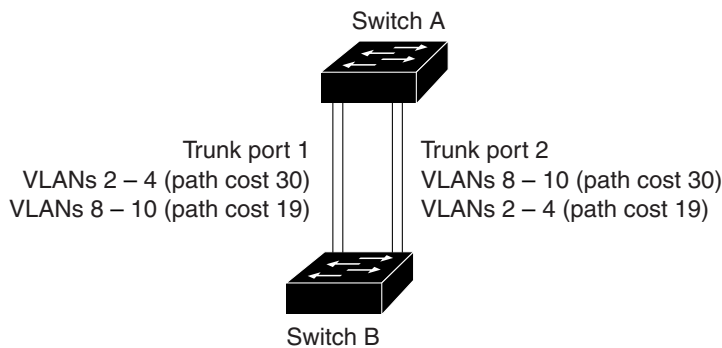 Switch A
Trunk port 1
VLANs 2 – 4 (path cost 30)
VLANs 8 – 10 (path cost 19)
Trunk port 2
VLANs 8 – 10 (path cost 30)
VLANs 2 – 4 (path cost 19)
Switch B